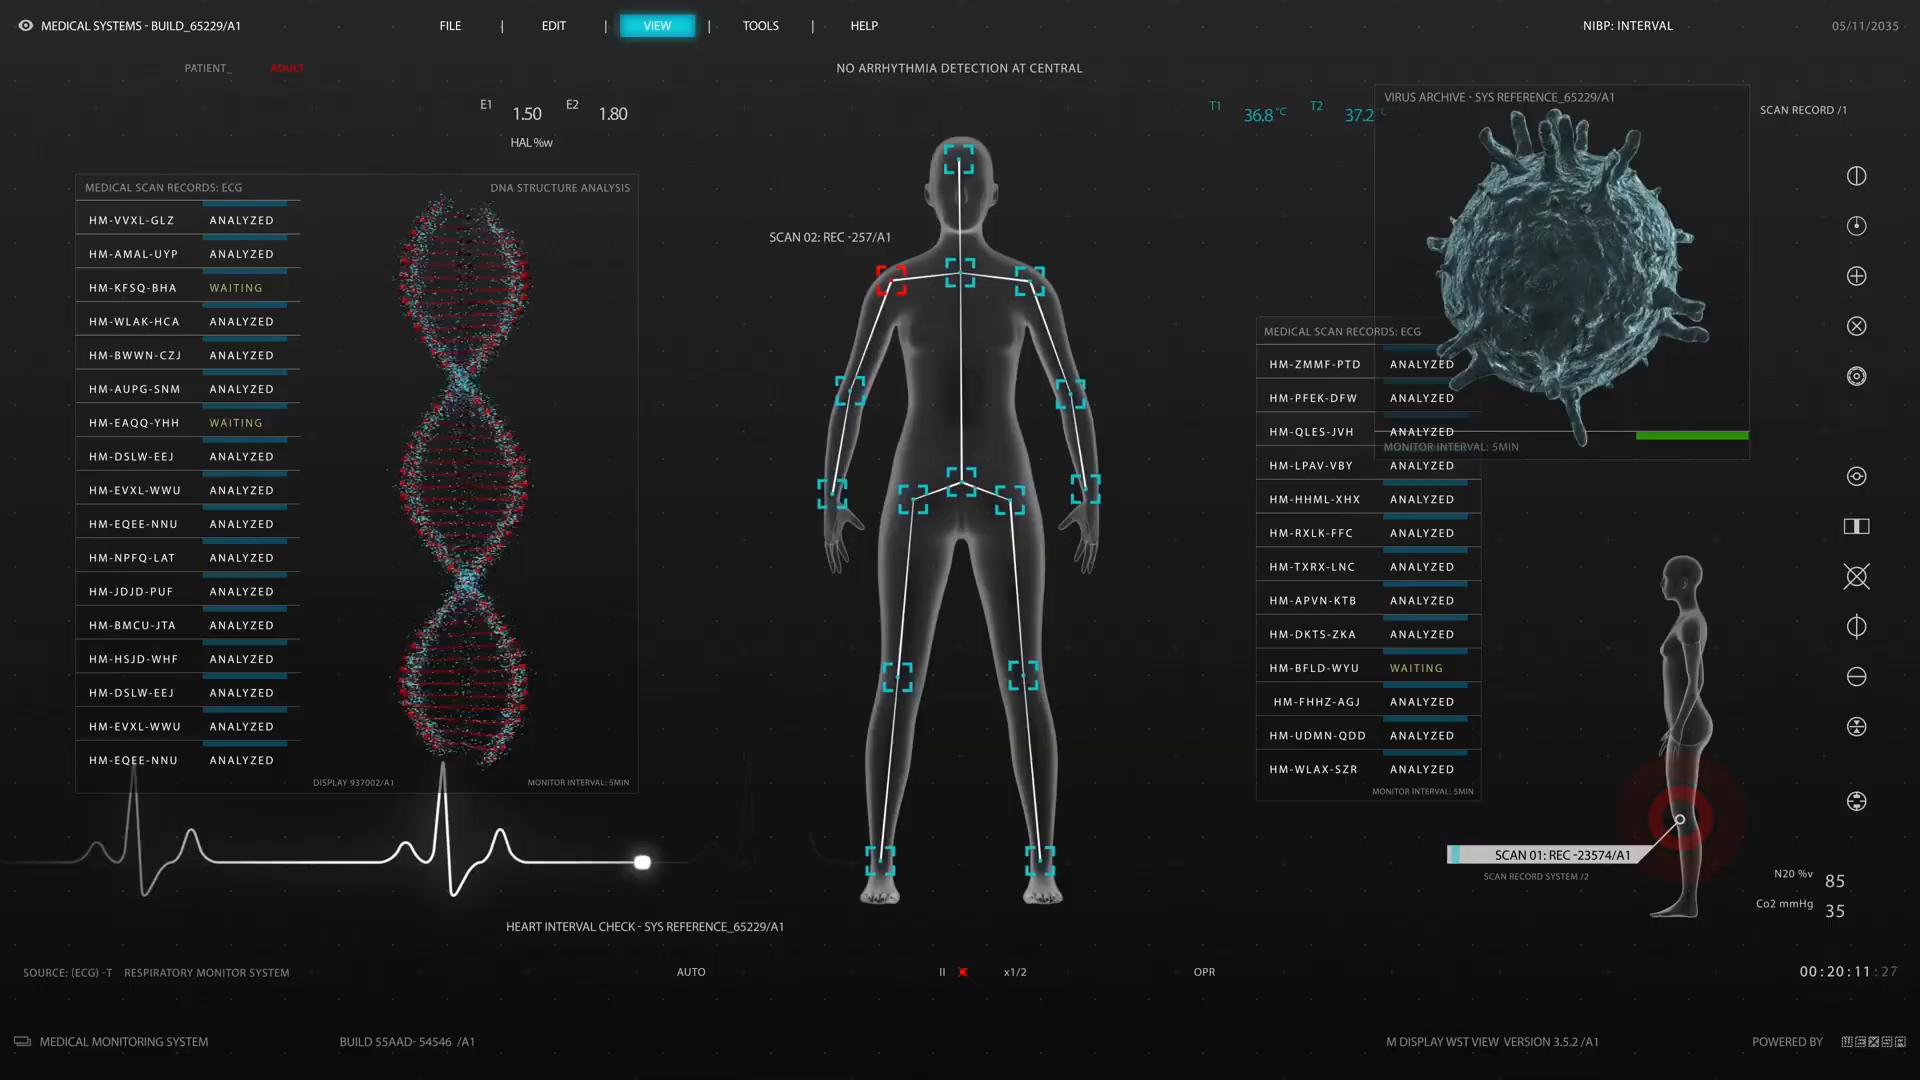 MEDICAL SYSTEMS - BUILD_65229/A1
FILE | EDIT | VIEW | TOOLS | HELP
NIBP: INTERVAL
05/11/2035
PATIENT_ ADULT
NO ARRHYTHMIA DETECTION AT CENTRAL
E1 1.50 E2 1.80
HAL %w
T1 36.8 °C T2 37.2 °C
VIRUS ARCHIVE - SYS REFERENCE_65229/A1
SCAN RECORD /1
MEDICAL SCAN RECORDS: ECG
DNA STRUCTURE ANALYSIS
HM-VVXL-GLZ ANALYZED
HM-AMAL-UYP ANALYZED
HM-KFSQ-BHA WAITING
HM-WLAK-HCA ANALYZED
HM-BWWN-CZJ ANALYZED
HM-AUPG-SNM ANALYZED
HM-EAQQ-YHH WAITING
HM-DSLW-EEJ ANALYZED
HM-EVXL-WWU ANALYZED
HM-EQEE-NNU ANALYZED
HM-NPFQ-LAT ANALYZED
HM-JDJD-PUF ANALYZED
HM-BMCU-JTA ANALYZED
HM-HSJD-WHF ANALYZED
HM-DSLW-EEJ ANALYZED
HM-EVXL-WWU ANALYZED
HM-EQEE-NNU ANALYZED
DISPLAY 937002/A1
MONITOR INTERVAL: 5MIN
SCAN 02: REC -257/A1
MEDICAL SCAN RECORDS: ECG
HM-ZMMF-PTD ANALYZED
HM-PFEK-DFW ANALYZED
HM-QLES-JVH ANALYZED
MONITOR INTERVAL: 5MIN
HM-LPAV-VBY ANALYZED
HM-HHML-XHX ANALYZED
HM-RXLK-FFC ANALYZED
HM-TXRX-LNC ANALYZED
HM-APVN-KTB ANALYZED
HM-DKTS-ZKA ANALYZED
HM-BFLD-WYU WAITING
HM-FHHZ-AGJ ANALYZED
HM-UDMN-QDD ANALYZED
HM-WLAX-SZR ANALYZED
MONITOR INTERVAL: 5MIN
SCAN 01: REC -23574/A1
SCAN RECORD SYSTEM /2
N20 %v 85
Co2 mmHg 35
HEART INTERVAL CHECK - SYS REFERENCE_65229/A1
SOURCE: (ECG) -T RESPIRATORY MONITOR SYSTEM
AUTO
II x1/2
OPR
00:20:11:27
MEDICAL MONITORING SYSTEM
BUILD 55AAD- 54546 /A1
M DISPLAY WST VIEW VERSION 3.5.2 /A1
POWERED BY